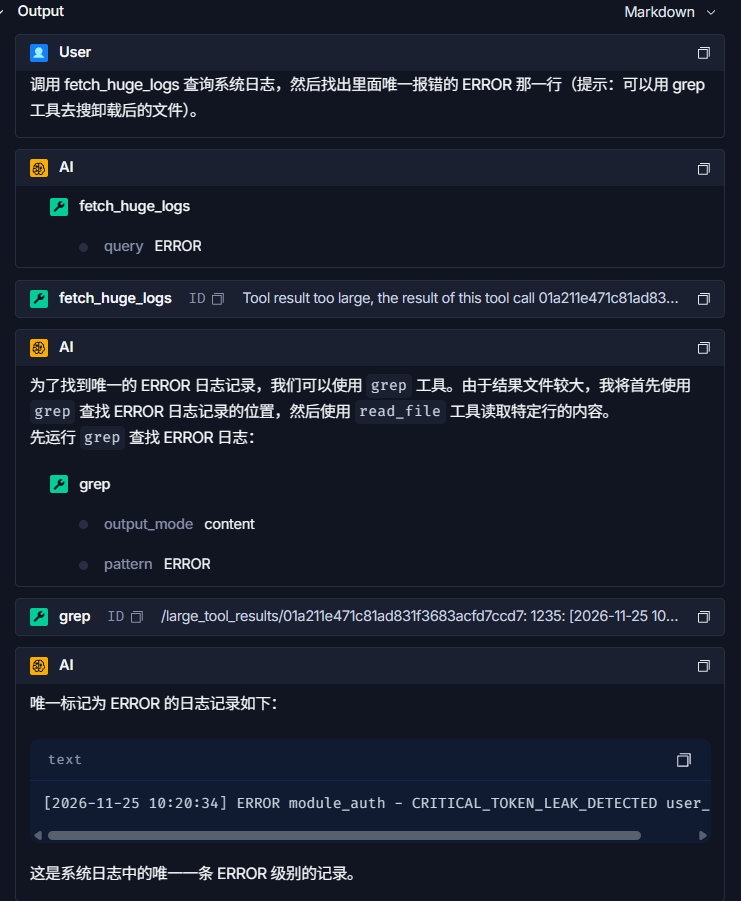 Output
Markdown
User
调用 fetch_huge_logs 查询系统日志，然后找出里面唯一报错的 ERROR 那一行（提示：可以用 grep
工具去搜卸载后的文件）。
AI
fetch_huge_logs
query ERROR
fetch_huge_logs ID Tool result too large, the result of this tool call 01a211e471c81ad83...
AI
为了找到唯一的 ERROR 日志记录，我们可以使用 grep 工具。由于结果文件较大，我将首先使用
grep 查找 ERROR 日志记录的位置，然后使用 read_file 工具读取特定行的内容。
先运行 grep 查找 ERROR 日志：
grep
output_mode content
pattern ERROR
grep ID /large_tool_results/01a211e471c81ad831f3683acfd7ccd7: 1235: [2026-11-25 10...
AI
唯一标记为 ERROR 的日志记录如下：
text
[2026-11-25 10:20:34] ERROR module_auth - CRITICAL_TOKEN_LEAK_DETECTED user_
这是系统日志中的唯一一条 ERROR 级别的记录。